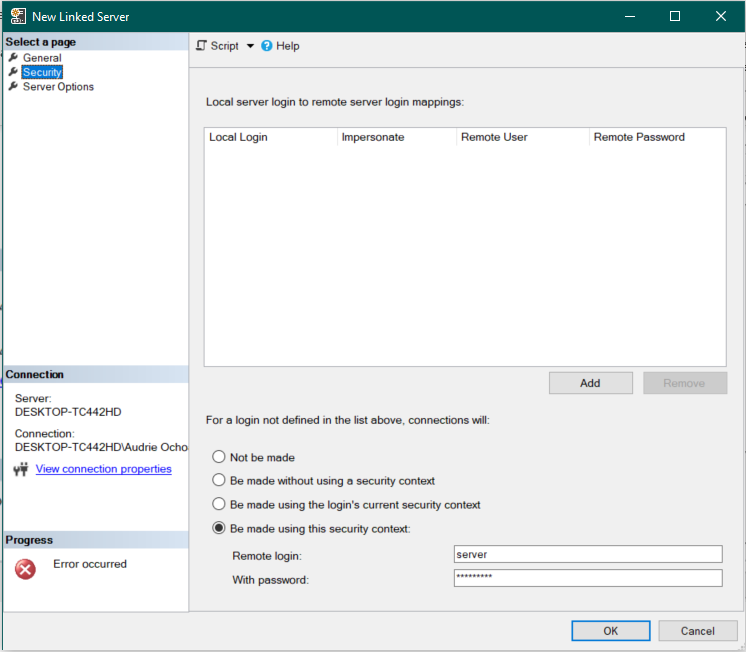 New Linked Server
Select a page
General
Security
Server Options
Script Help
Local server login to remote server login mappings:
Local Login Impersonate Remote User Remote Password
Add Remove
For a login not defined in the list above, connections will:
Not be made
Be made without using a security context
Be made using the login's current security context
Be made using this security context:
Remote login: server
With password: *********
Connection
Server:
DESKTOP-TC442HD
Connection:
DESKTOP-TC442HD\Audrie Ocho
View connection properties
Progress
Error occurred
OK Cancel